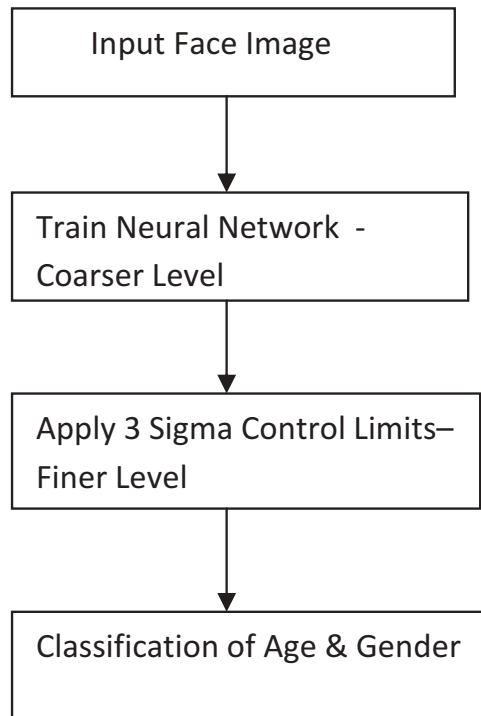 Input Face Image
Train Neural Network -
Coarser Level
Apply 3 Sigma Control Limits–
Finer Level
Classification of Age & Gender